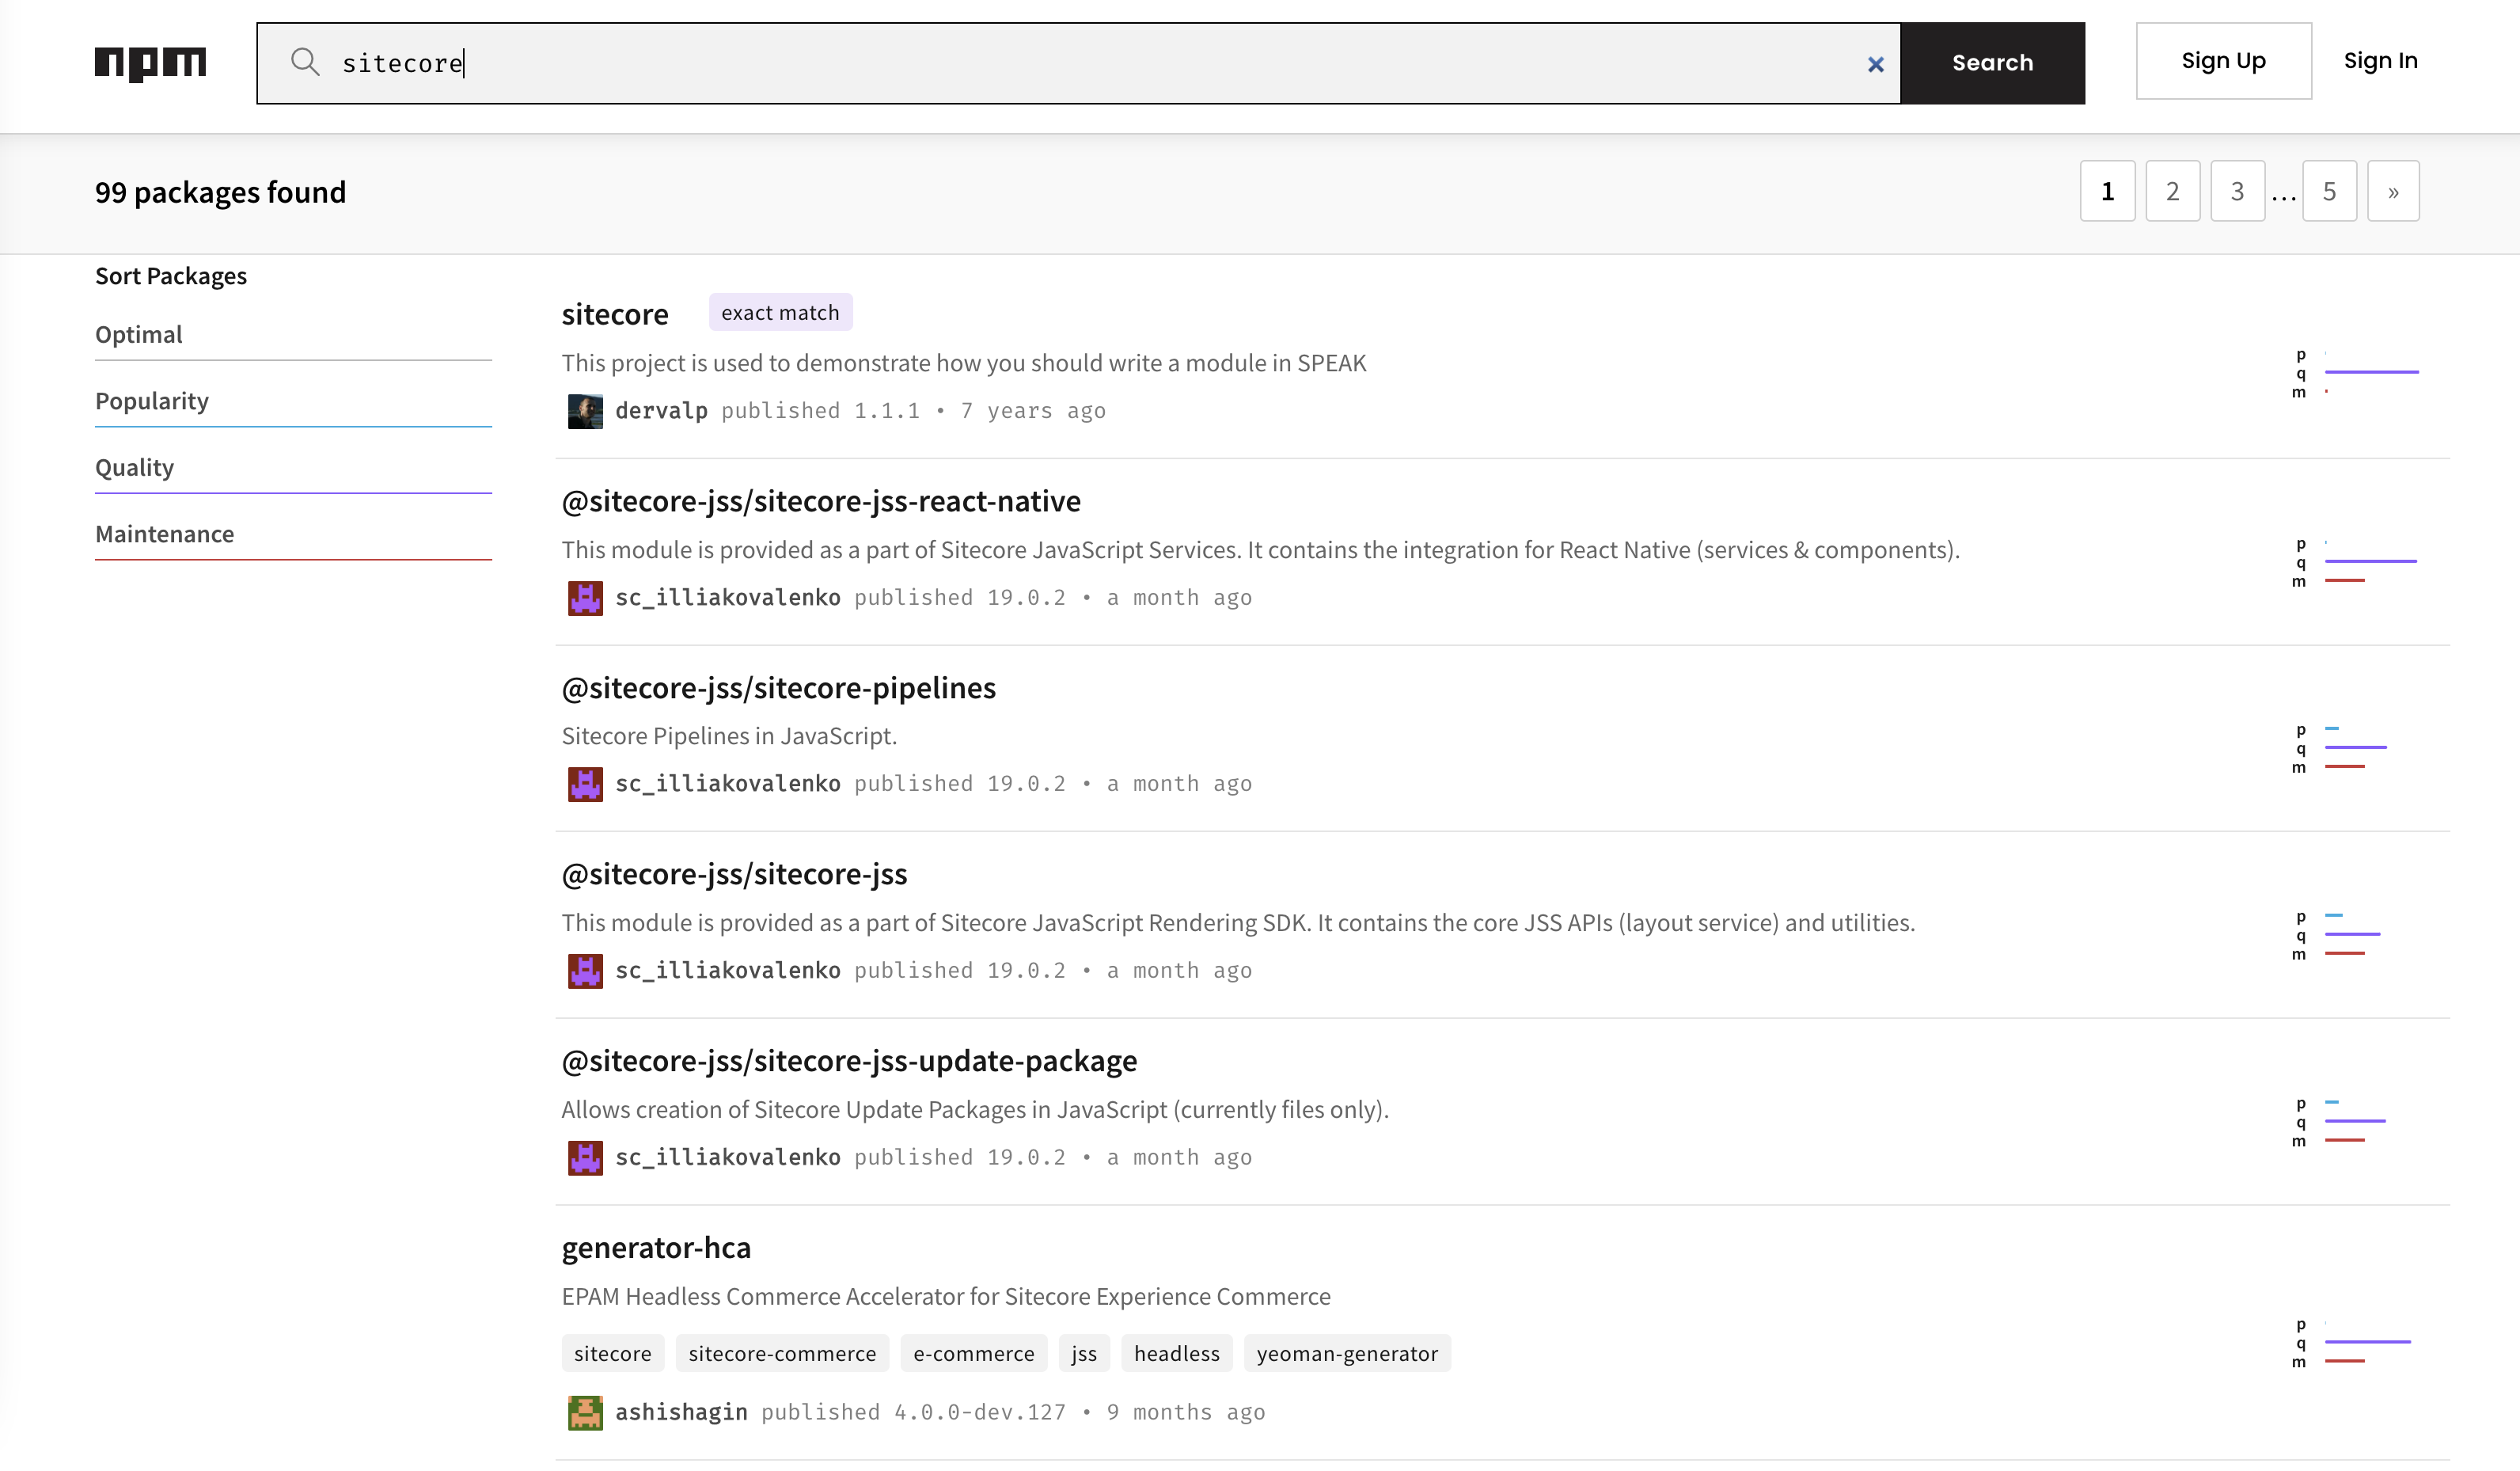 npm
sitecore
×
Search
Sign Up
Sign In
99 packages found
1 2 3 ... 5 »
Sort Packages
Optimal
Popularity
Quality
Maintenance
sitecore exact match
This project is used to demonstrate how you should write a module in SPEAK
dervalp published 1.1.1 • 7 years ago
p
q
m
@sitecore-jss/sitecore-jss-react-native
This module is provided as a part of Sitecore JavaScript Services. It contains the integration for React Native (services & components).
sc_illiakovalenko published 19.0.2 • a month ago
p
q
m
@sitecore-jss/sitecore-pipelines
Sitecore Pipelines in JavaScript.
sc_illiakovalenko published 19.0.2 • a month ago
p
q
m
@sitecore-jss/sitecore-jss
This module is provided as a part of Sitecore JavaScript Rendering SDK. It contains the core JSS APIs (layout service) and utilities.
sc_illiakovalenko published 19.0.2 • a month ago
p
q
m
@sitecore-jss/sitecore-jss-update-package
Allows creation of Sitecore Update Packages in JavaScript (currently files only).
sc_illiakovalenko published 19.0.2 • a month ago
p
q
m
generator-hca
EPAM Headless Commerce Accelerator for Sitecore Experience Commerce
sitecore sitecore-commerce e-commerce jss headless yeoman-generator
ashishagin published 4.0.0-dev.127 • 9 months ago
p
q
m